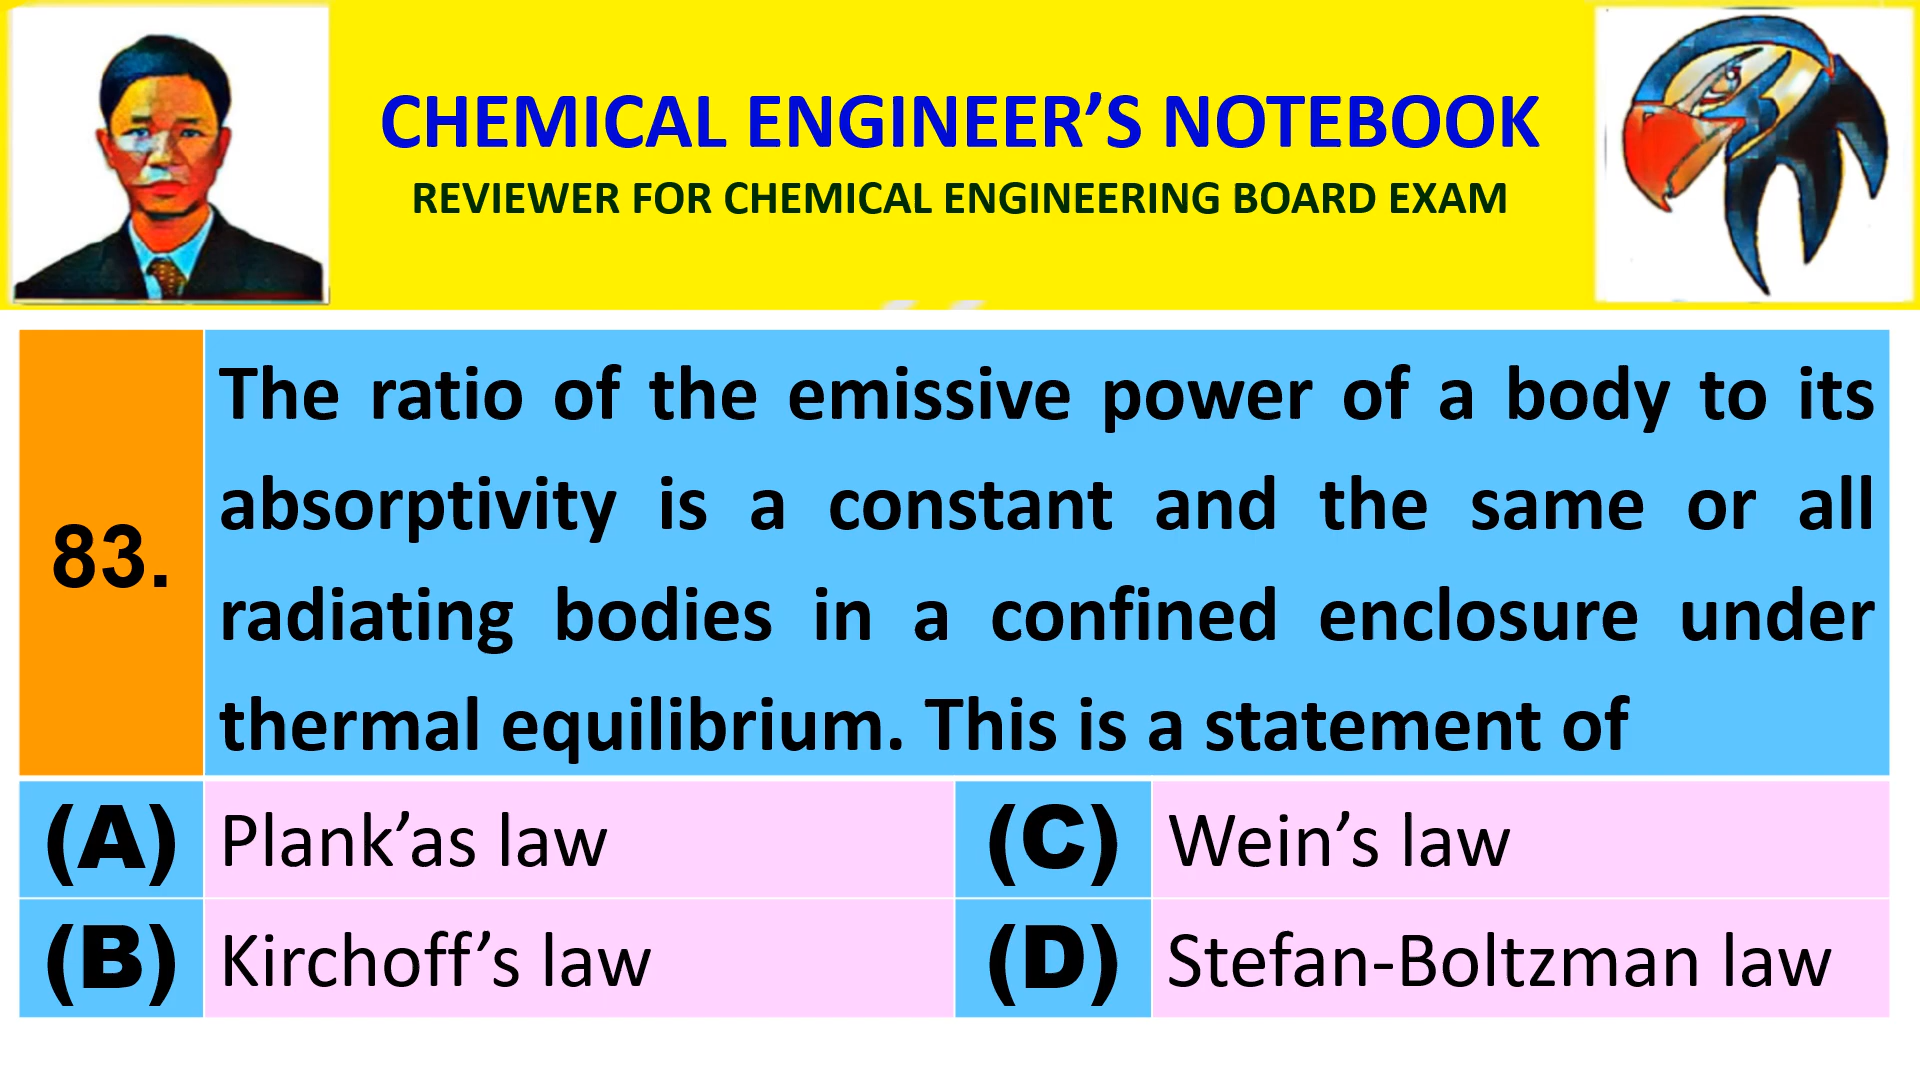 CHEMICAL ENGINEER’S NOTEBOOK
REVIEWER FOR CHEMICAL ENGINEERING BOARD EXAM
83.
The ratio of the emissive power of a body to its
absorptivity is a constant and the same or all
radiating bodies in a confined enclosure under
thermal equilibrium. This is a statement of
(A) Plank’as law
(C) Wein’s law
(B) Kirchoff’s law
(D) Stefan-Boltzman law